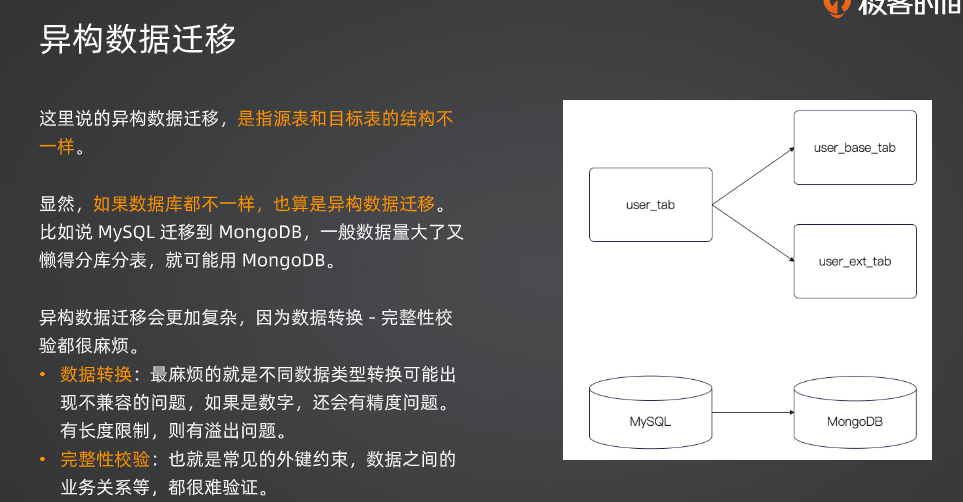 极客时间
异构数据迁移
这里说的异构数据迁移，是指源表和目标表的结构不
一样。
显然，如果数据库都不一样，也算是异构数据迁移。
比如说 MySQL 迁移到 MongoDB，一般数据量大了又
懒得分库分表，就可能用 MongoDB。
异构数据迁移会更加复杂，因为数据转换 - 完整性校
验都很麻烦。
• 数据转换：最麻烦的就是不同数据类型转换可能出
现不兼容的问题，如果是数字，还会有精度问题。
有长度限制，则有溢出问题。
• 完整性校验：也就是常见的外键约束，数据之间的
业务关系等，都很难验证。
user_tab
user_base_tab
user_ext_tab
MySQL
MongoDB